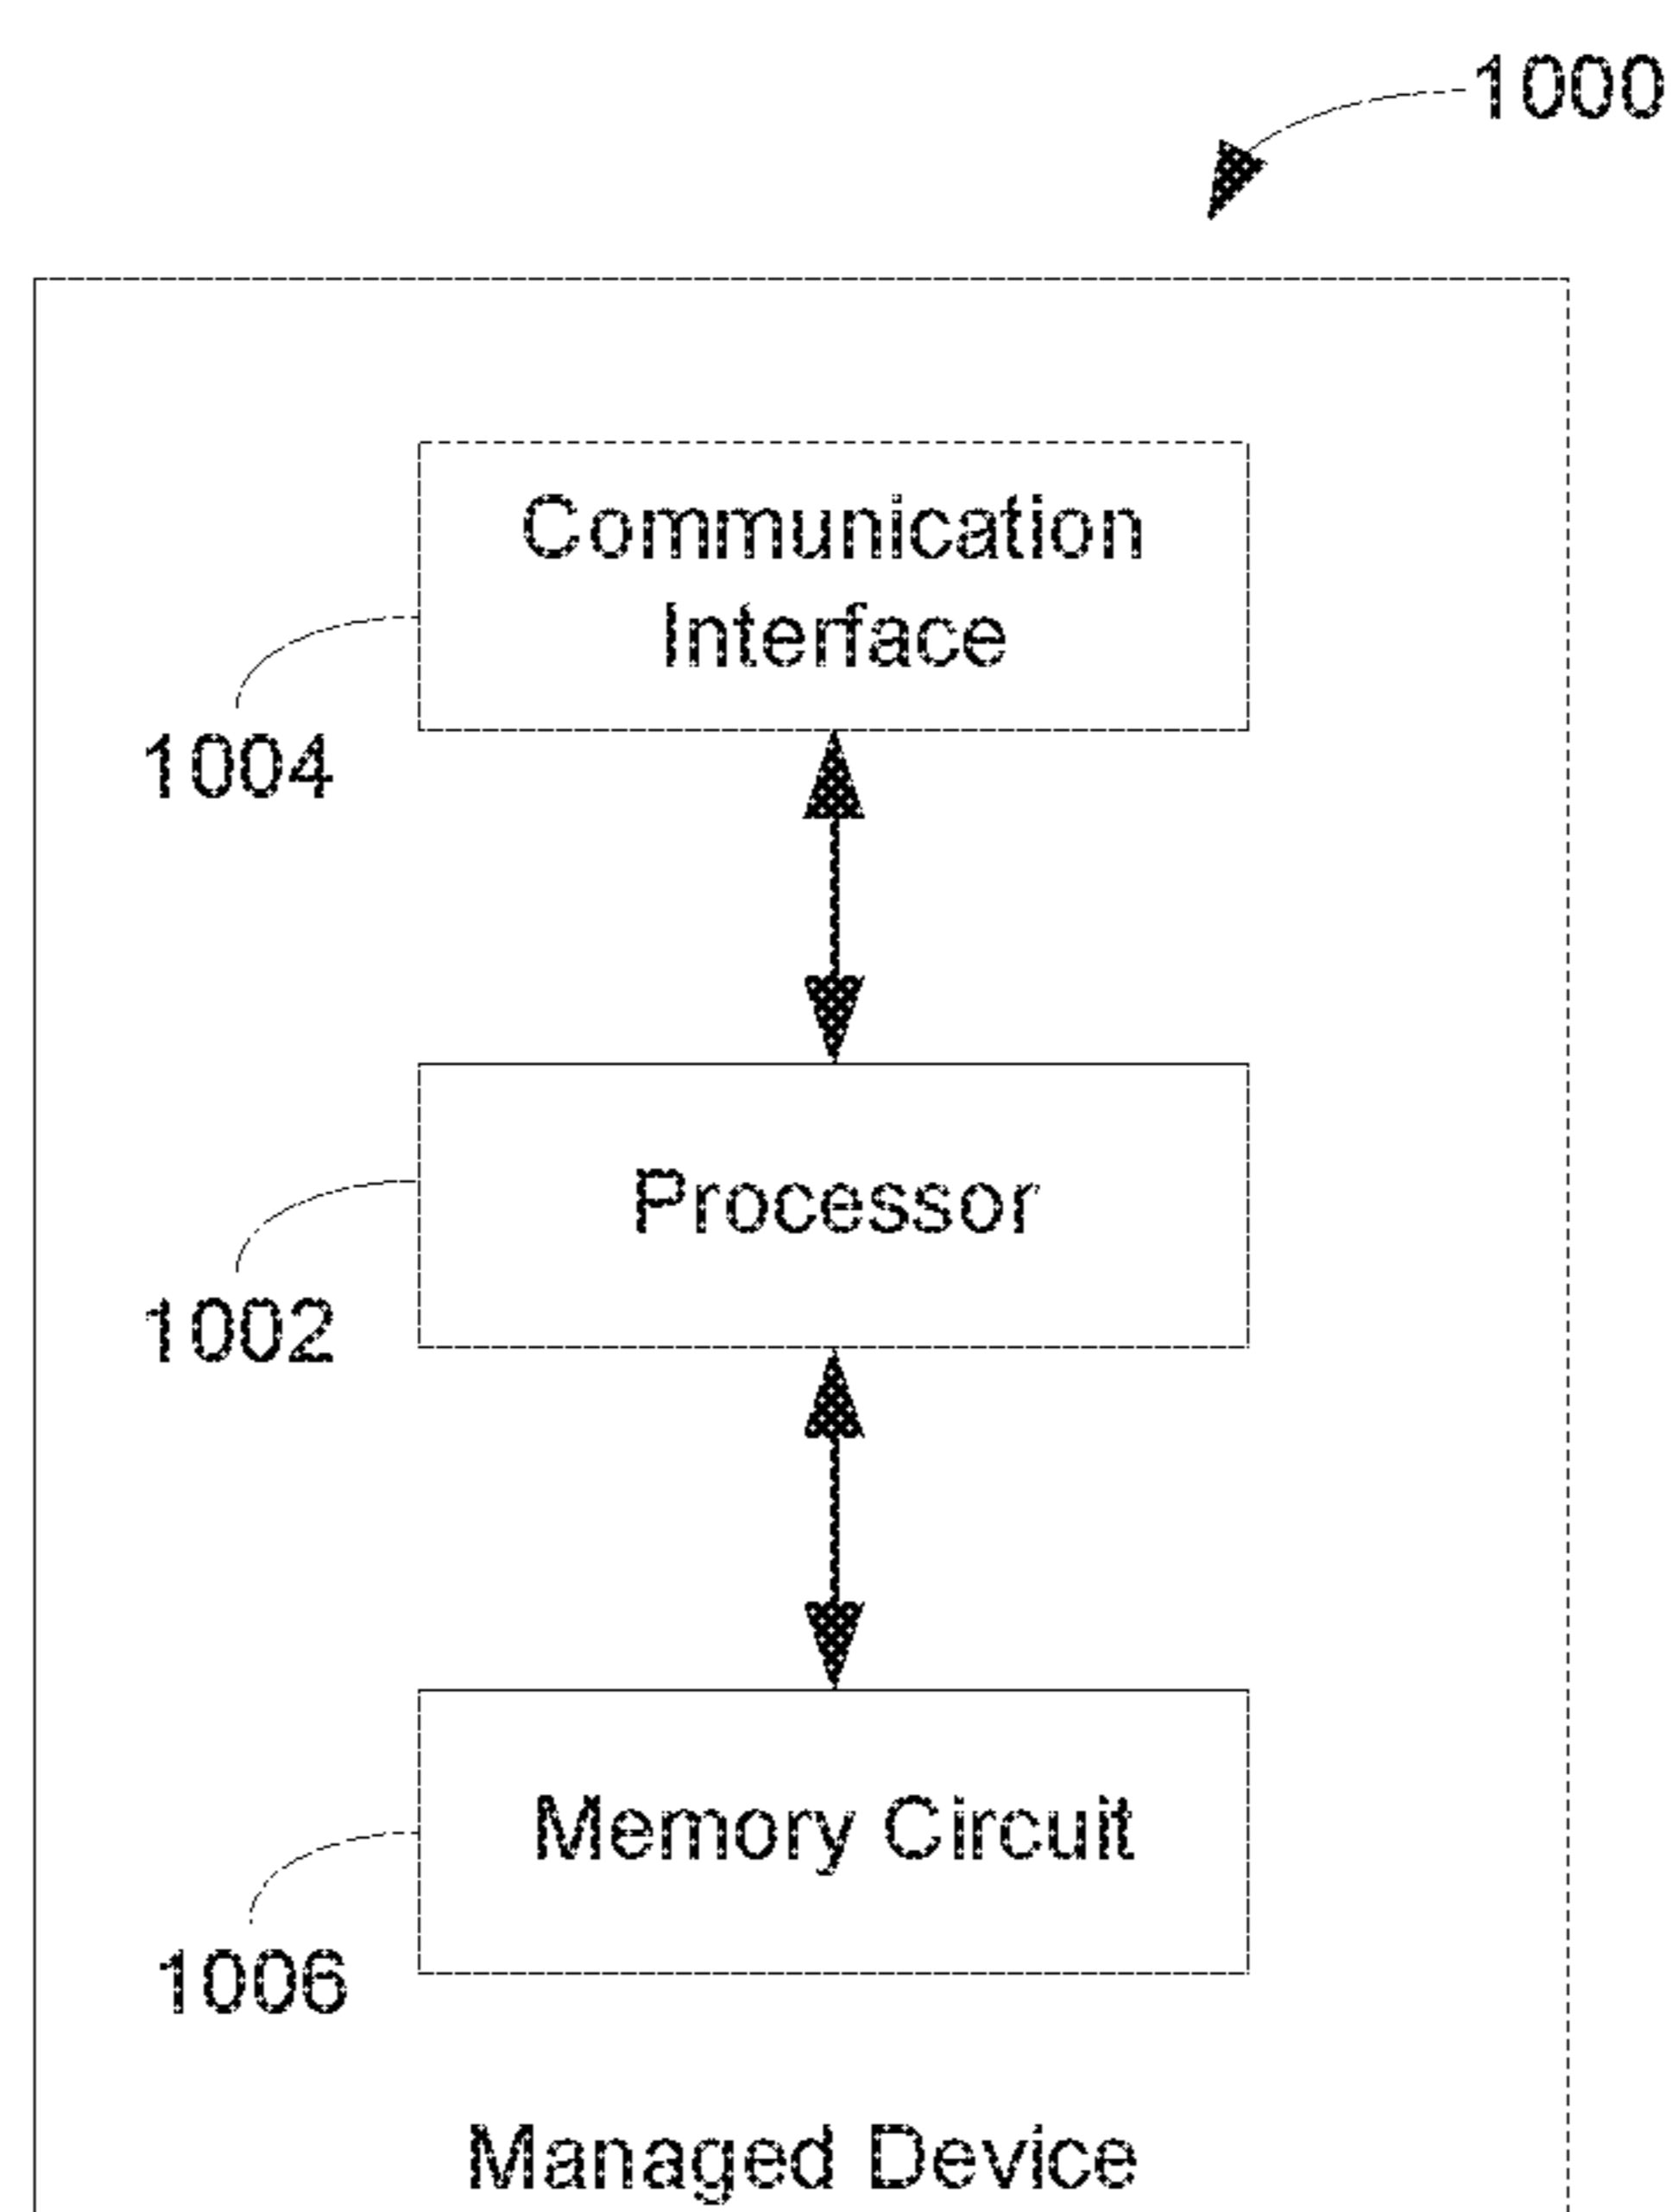 1000
Communication
Interface
1004
Processor
1002
Memory Circuit
1006
Managed Device